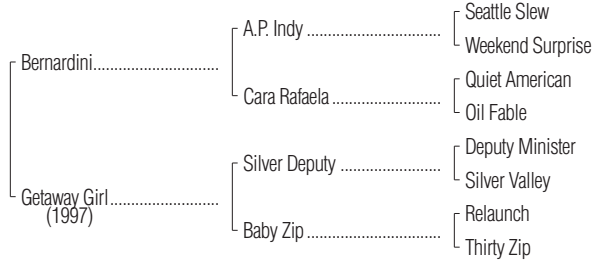 Seattle Slew
A.P. Indy
Weekend Surprise
Bernardini
Quiet American
Cara Rafaela
Oil Fable
Deputy Minister
Silver Deputy
Silver Valley
Getaway Girl
(1997)
Relaunch
Baby Zip
Thirty Zip